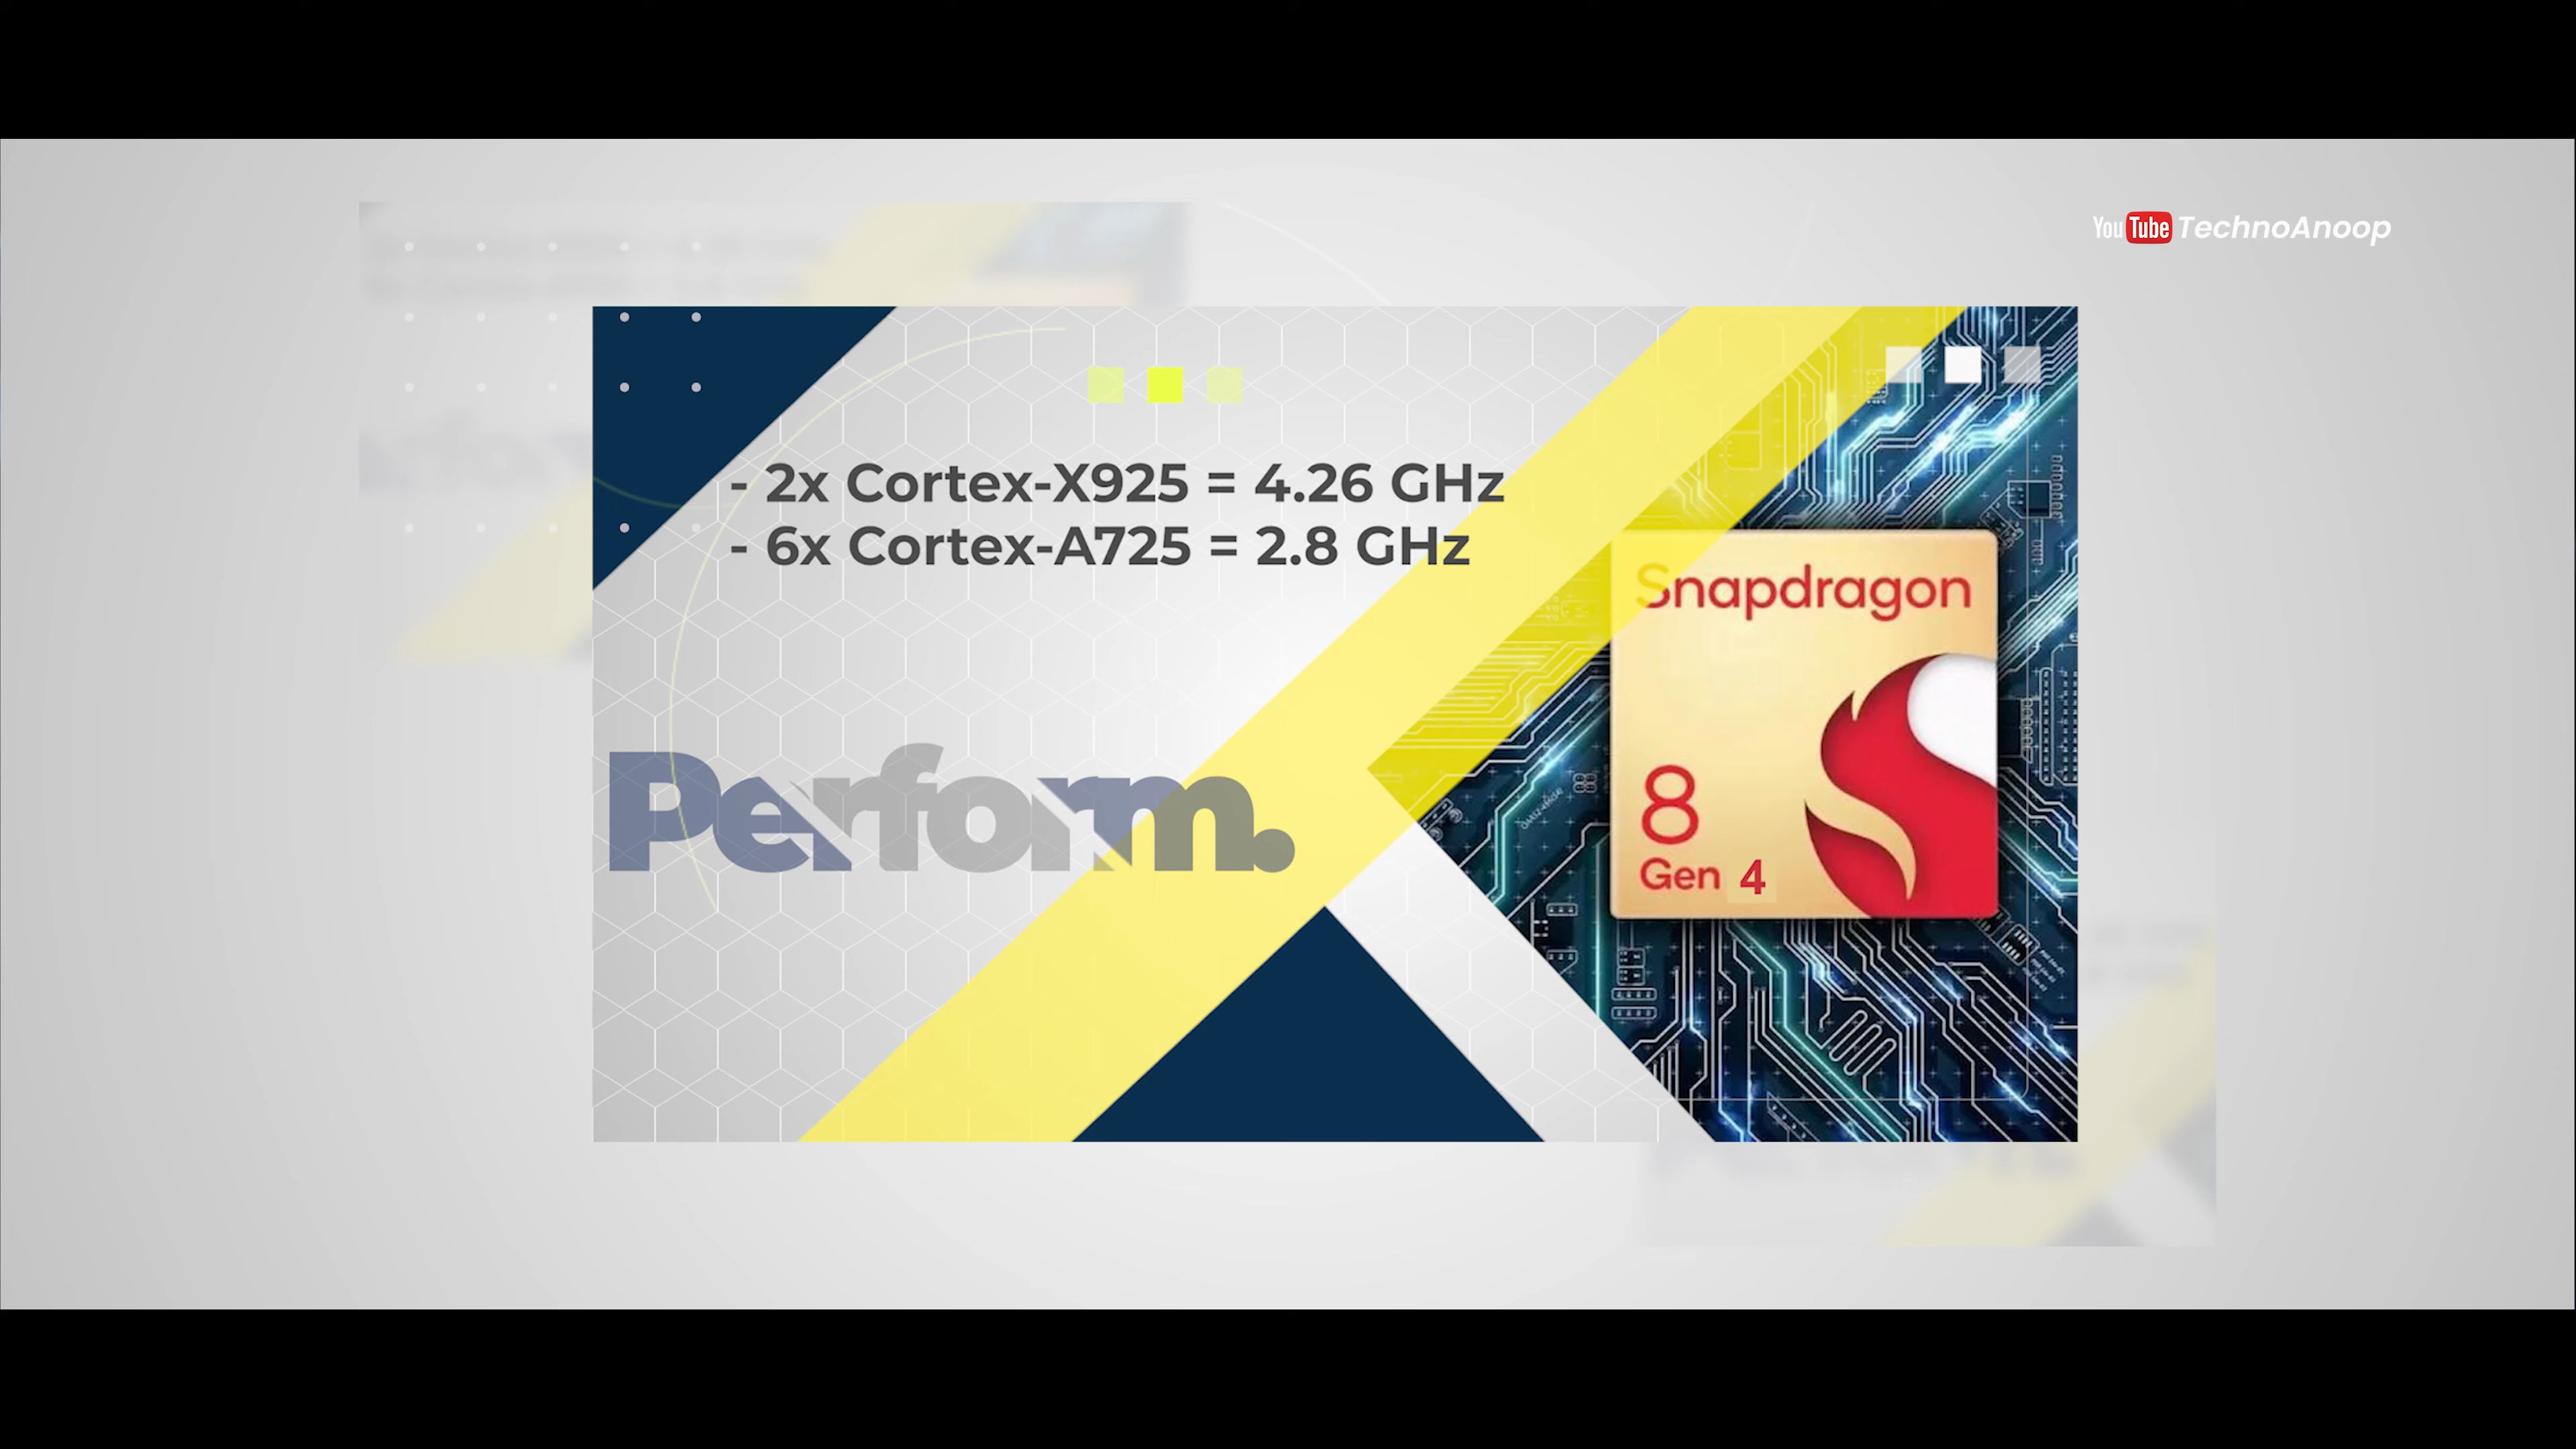 YouTube TechnoAnoop
- 2x Cortex-X925 = 4.26 GHz
- 6x Cortex-A725 = 2.8 GHz
Snapdragon
Perform.
8
Gen 4